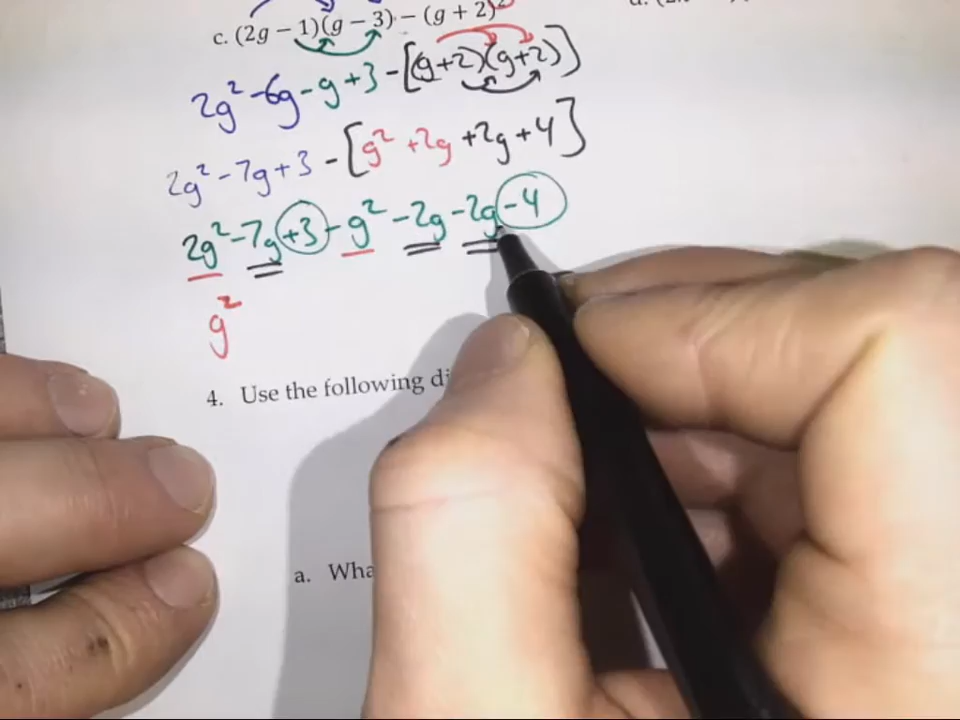 c. (2g − 1)(g − 3) − (g + 2)²
2g² - 6g - g + 3 - [(g+2)(g+2)]
2g² - 7g + 3 - [g² + 2g + 2g + 4]
2g² - 7g + 3 - g² - 2g - 2g - 4
g²
4. Use the following
a.